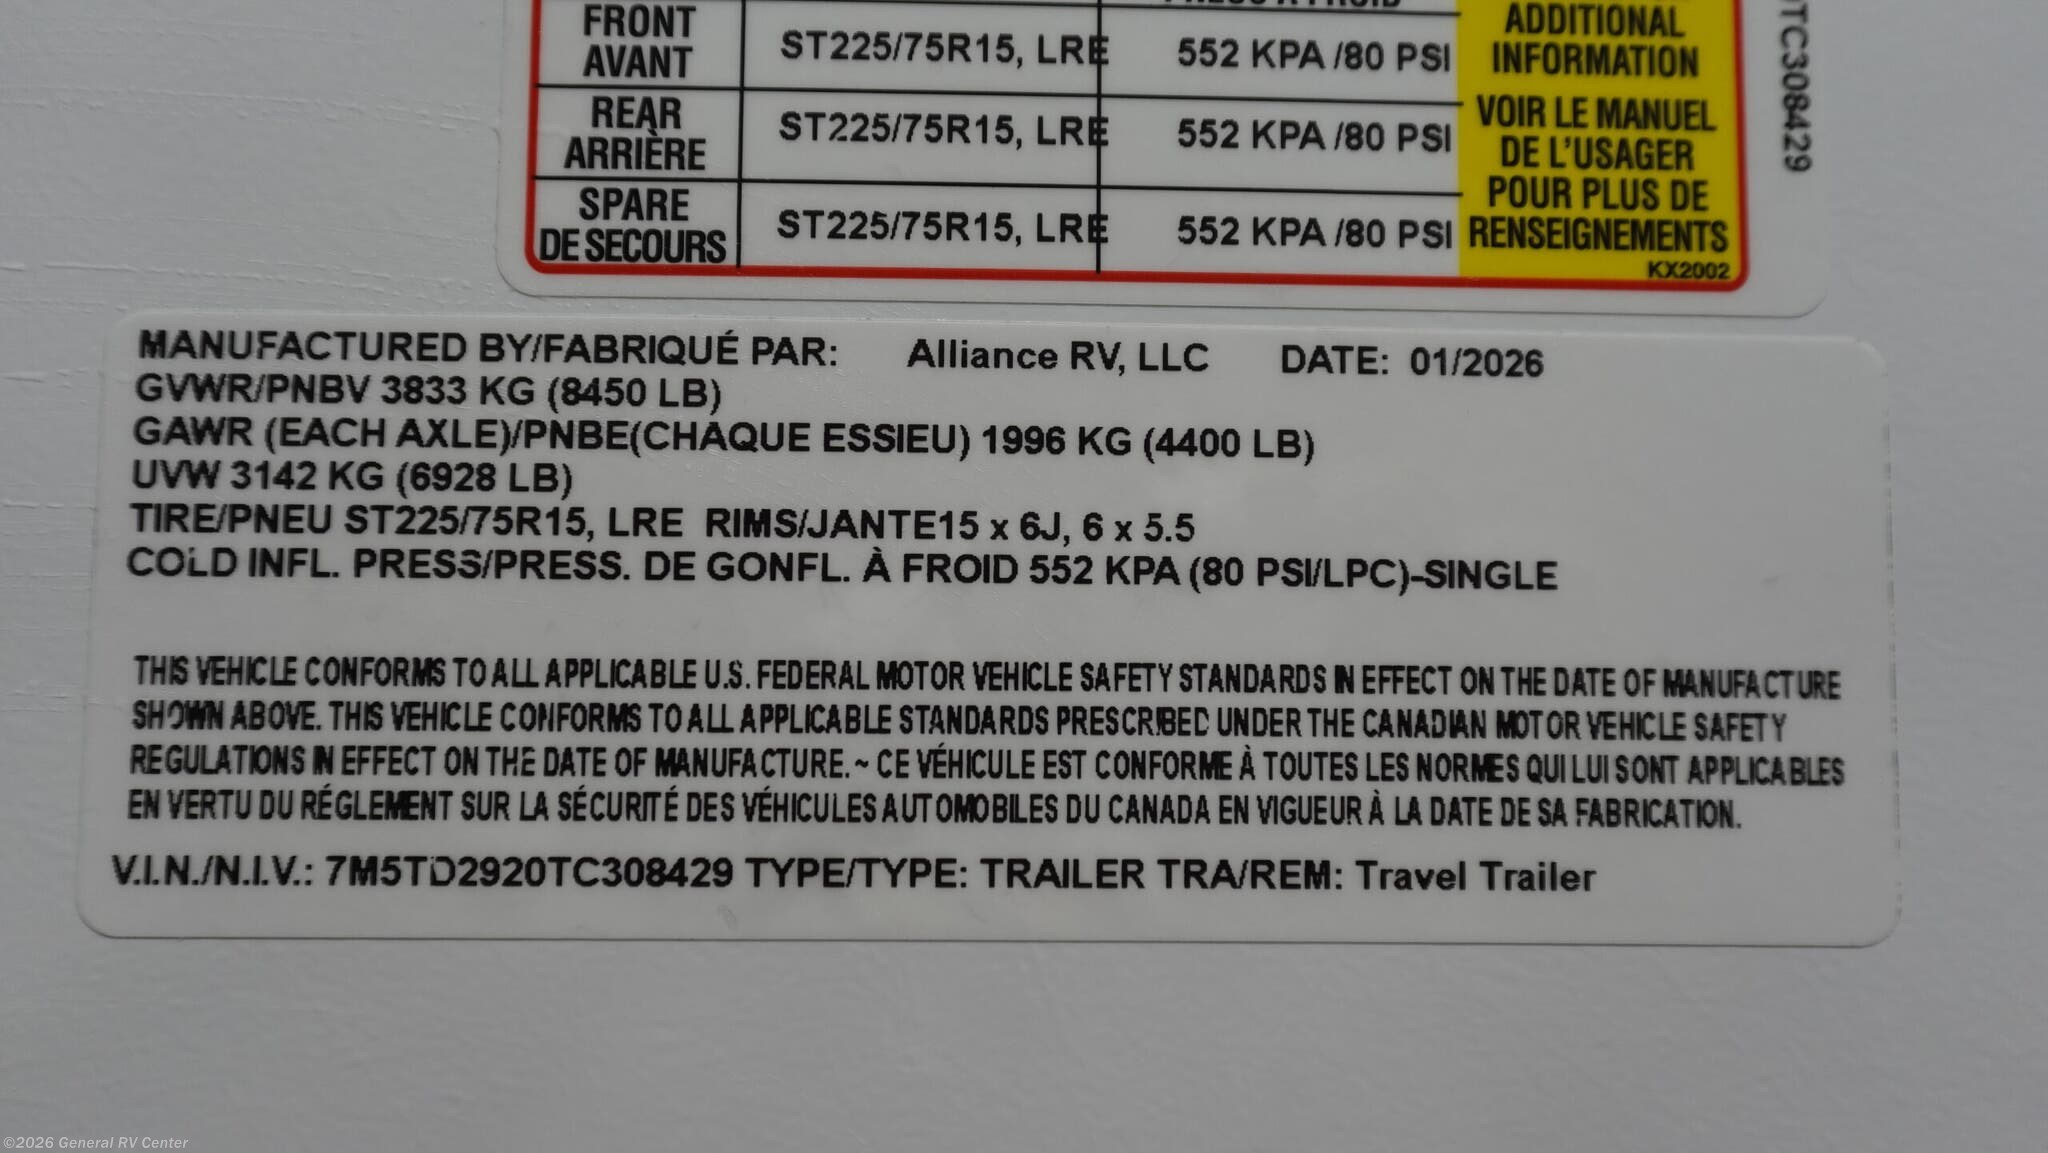 FRONT
AVANT
ST225/75R15, LRE
552 KPA /80 PSI
REAR
ARRIÈRE
ST225/75R15, LRE
552 KPA /80 PSI
SPARE
DE SECOURS
ST225/75R15, LRE
552 KPA /80 PSI
ADDITIONAL
INFORMATION
VOIR LE MANUEL
DE L'USAGER
POUR PLUS DE
RENSEIGNEMENTS
KX2002
TC308429
MANUFACTURED BY/FABRIQUÉ PAR: Alliance RV, LLC DATE: 01/2026
GVWR/PNBV 3833 KG (8450 LB)
GAWR (EACH AXLE)/PNBE(CHAQUE ESSIEU) 1996 KG (4400 LB)
UVW 3142 KG (6928 LB)
TIRE/PNEU ST225/75R15, LRE RIMS/JANTE15 x 6J, 6 x 5.5
COLD INFL. PRESS/PRESS. DE GONFL. À FROID 552 KPA (80 PSI/LPC)-SINGLE
THIS VEHICLE CONFORMS TO ALL APPLICABLE U.S. FEDERAL MOTOR VEHICLE SAFETY STANDARDS IN EFFECT ON THE DATE OF MANUFACTURE
SHOWN ABOVE. THIS VEHICLE CONFORMS TO ALL APPLICABLE STANDARDS PRESCRIBED UNDER THE CANADIAN MOTOR VEHICLE SAFETY
REGULATIONS IN EFFECT ON THE DATE OF MANUFACTURE. ~ CE VÉHICULE EST CONFORME À TOUTES LES NORMES QUI LUI SONT APPLICABLES
EN VERTU DU RÉGLEMENT SUR LA SÉCURITÉ DES VÉHICULES AUTOMOBILES DU CANADA EN VIGUEUR À LA DATE DE SA FABRICATION.
V.I.N./N.I.V.: 7M5TD2920TC308429 TYPE/TYPE: TRAILER TRA/REM: Travel Trailer
©2026 General RV Center